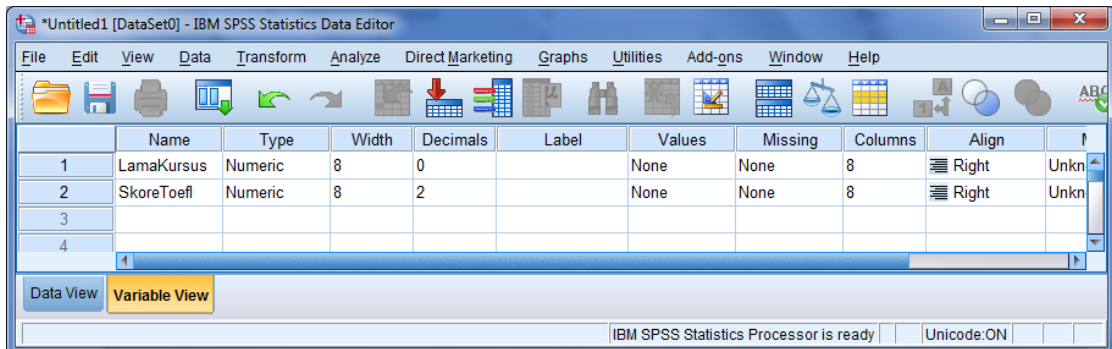 *Untitled1 [DataSet0] - IBM SPSS Statistics Data Editor
File Edit View Data Transform Analyze Direct Marketing Graphs Utilities Add-ons Window Help
Name Type Width Decimals Label Values Missing Columns Align
1 LamaKursus Numeric 8 0 None None 8 Right Unkn
2 SkoreToefl Numeric 8 2 None None 8 Right Unkn
3
4
Data View Variable View
IBM SPSS Statistics Processor is ready Unicode:ON